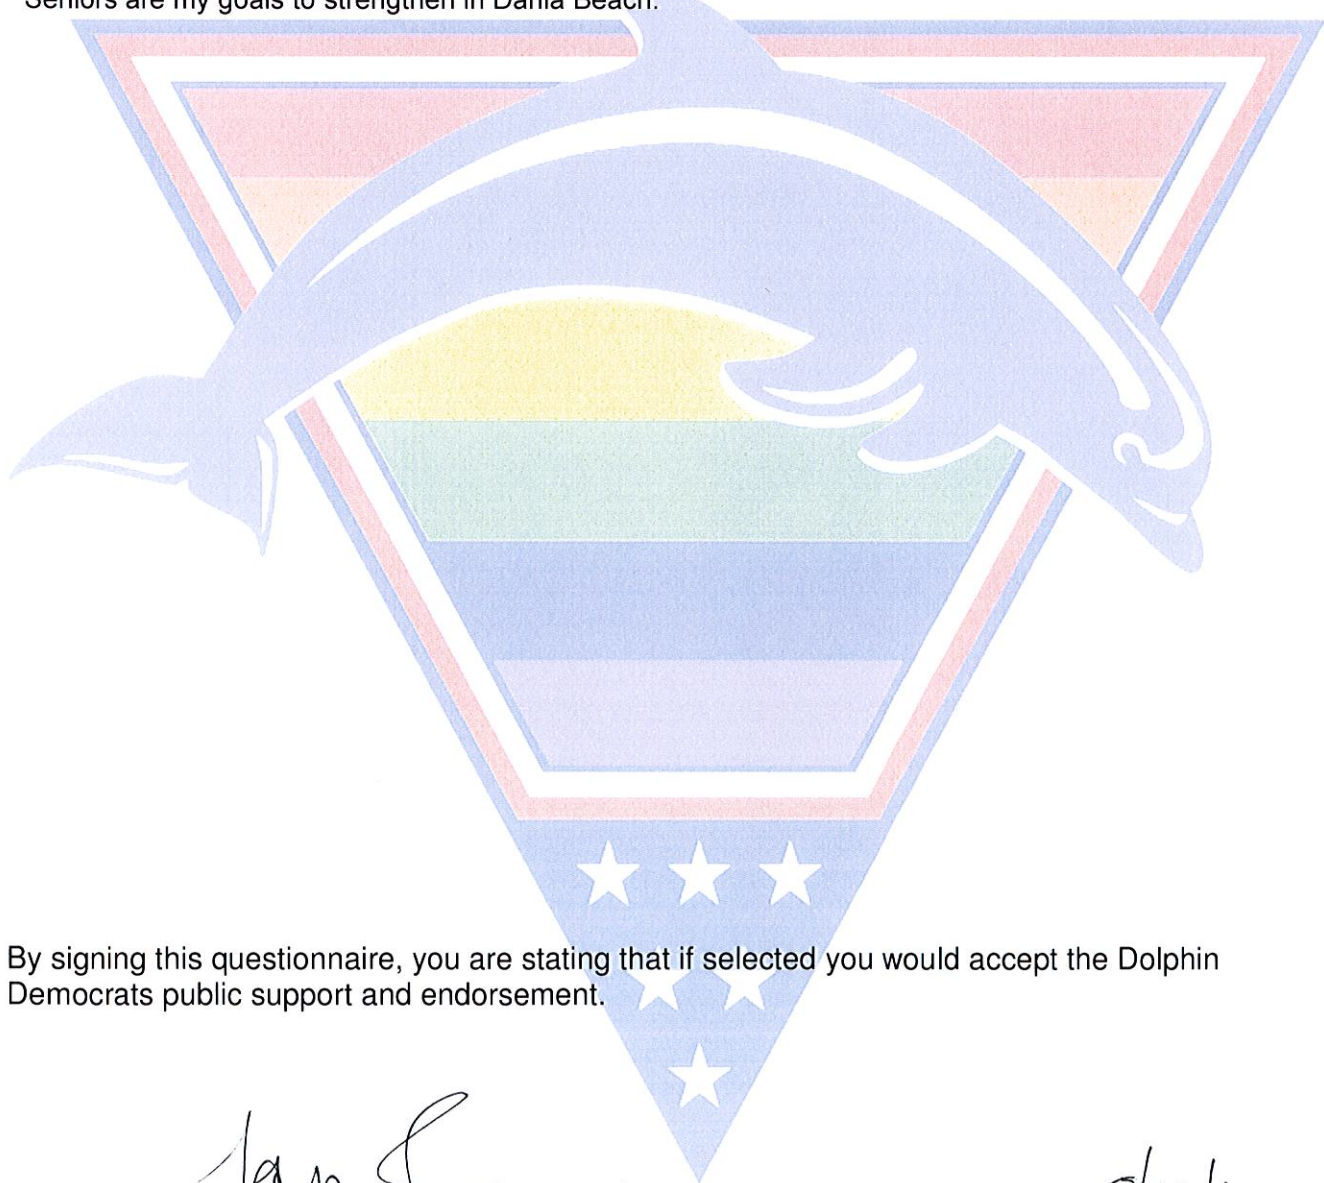 Seniors are my goals to strengthen in Dania Beach.
By signing this questionnaire, you are stating that if selected you would accept the Dolphin
Democrats public support and endorsement.